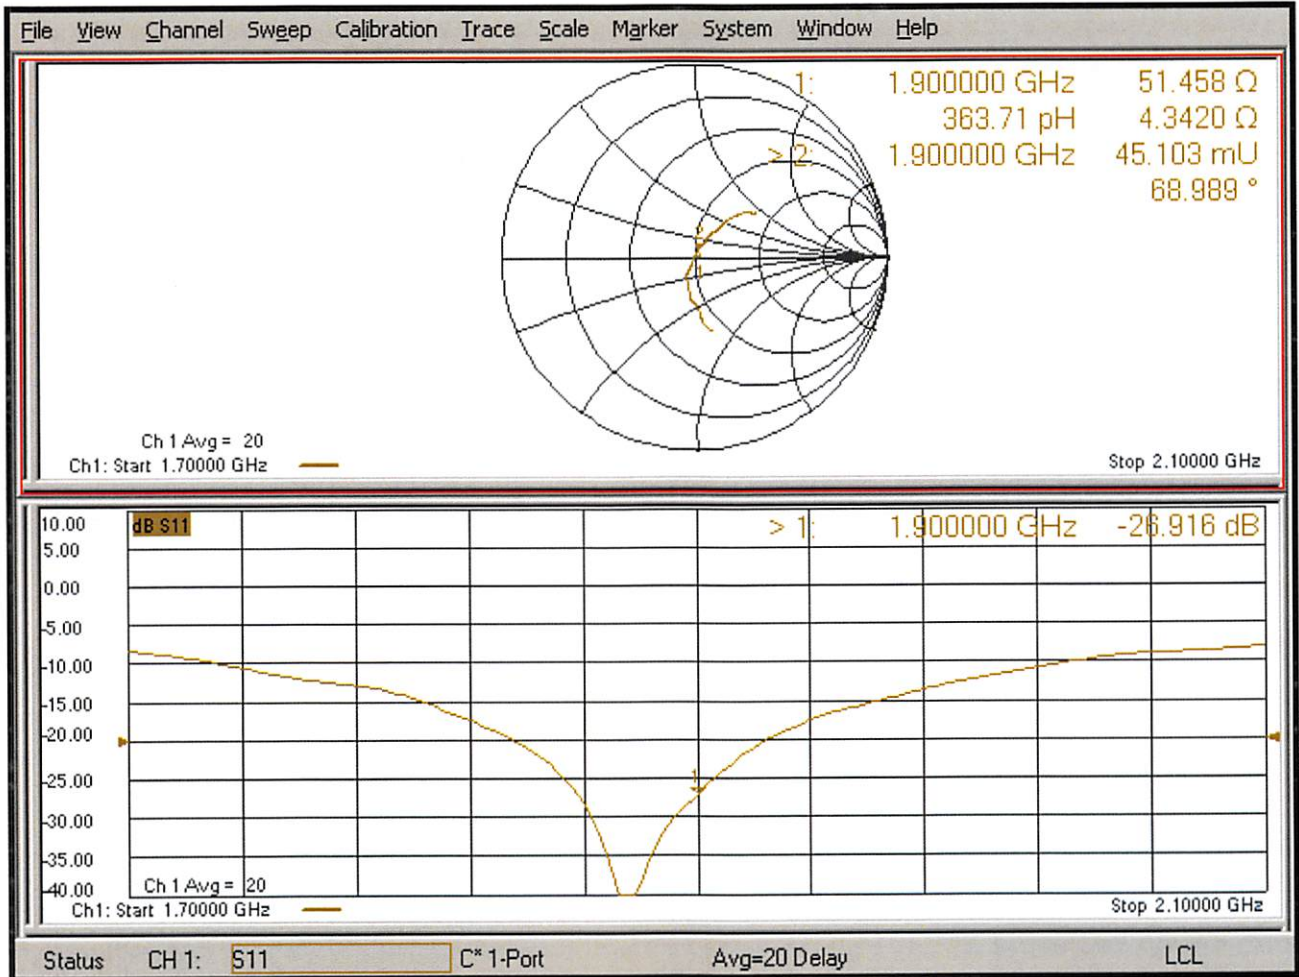 File View Channel Sweep Calibration Trace Scale Marker System Window Help
1: 1.900000 GHz 51.458 Ω
363.71 pH 4.3420 Ω
> 2: 1.900000 GHz 45.103 mU
68.989 °
2
1
Ch 1 Avg = 20
Ch1: Start 1.70000 GHz
Stop 2.10000 GHz
10.00
dB S11
> 1: 1.900000 GHz -26.916 dB
5.00
0.00
-5.00
-10.00
-15.00
-20.00
-25.00
1
-30.00
-35.00
-40.00
Ch 1 Avg = 20
Ch1: Start 1.70000 GHz
Stop 2.10000 GHz
Status CH 1: S11 C* 1-Port Avg=20 Delay LCL